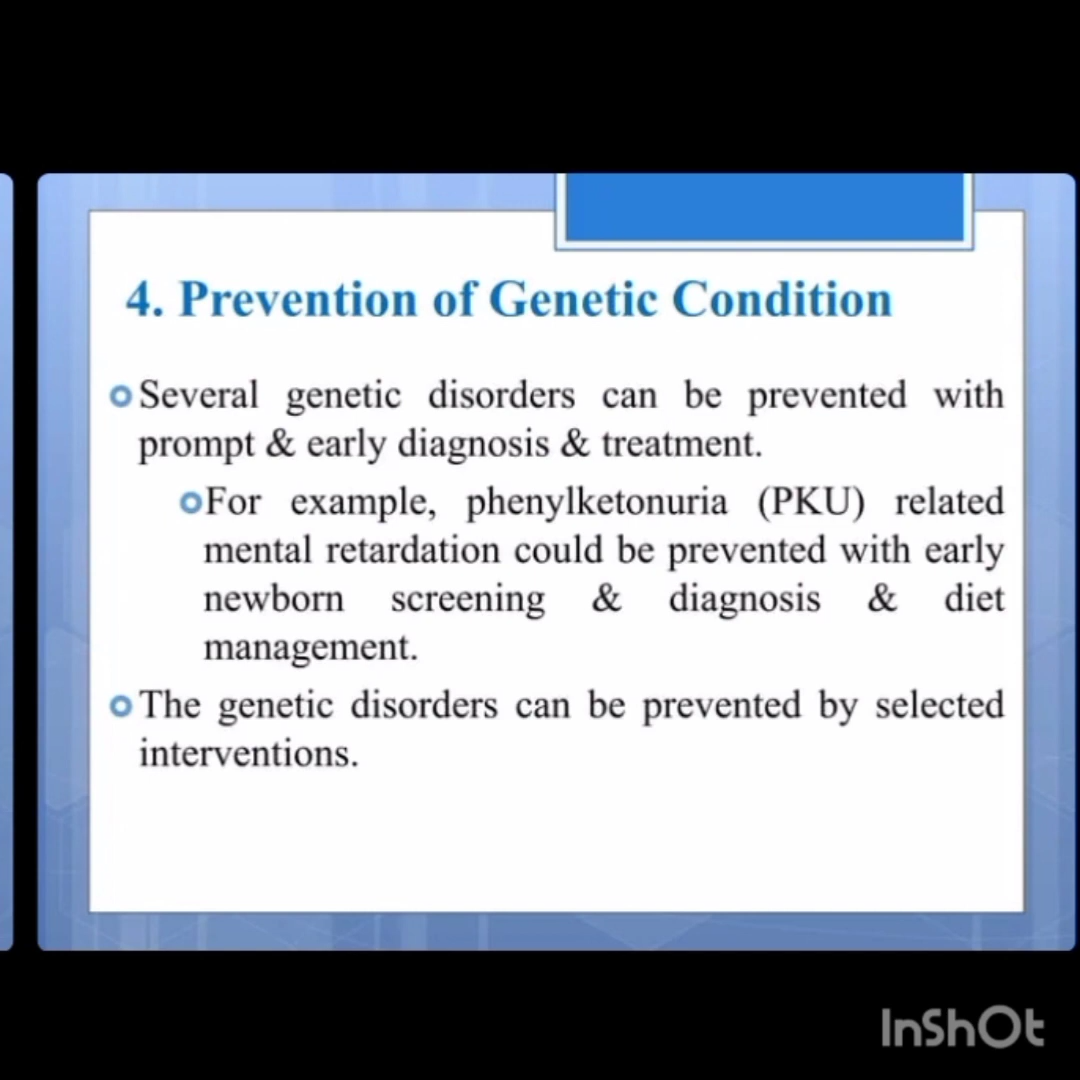 4. Prevention of Genetic Condition
Several genetic disorders can be prevented with
prompt & early diagnosis & treatment.
For example, phenylketonuria (PKU) related
mental retardation could be prevented with early
newborn screening & diagnosis & diet
management.
The genetic disorders can be prevented by selected
interventions.
InShOt